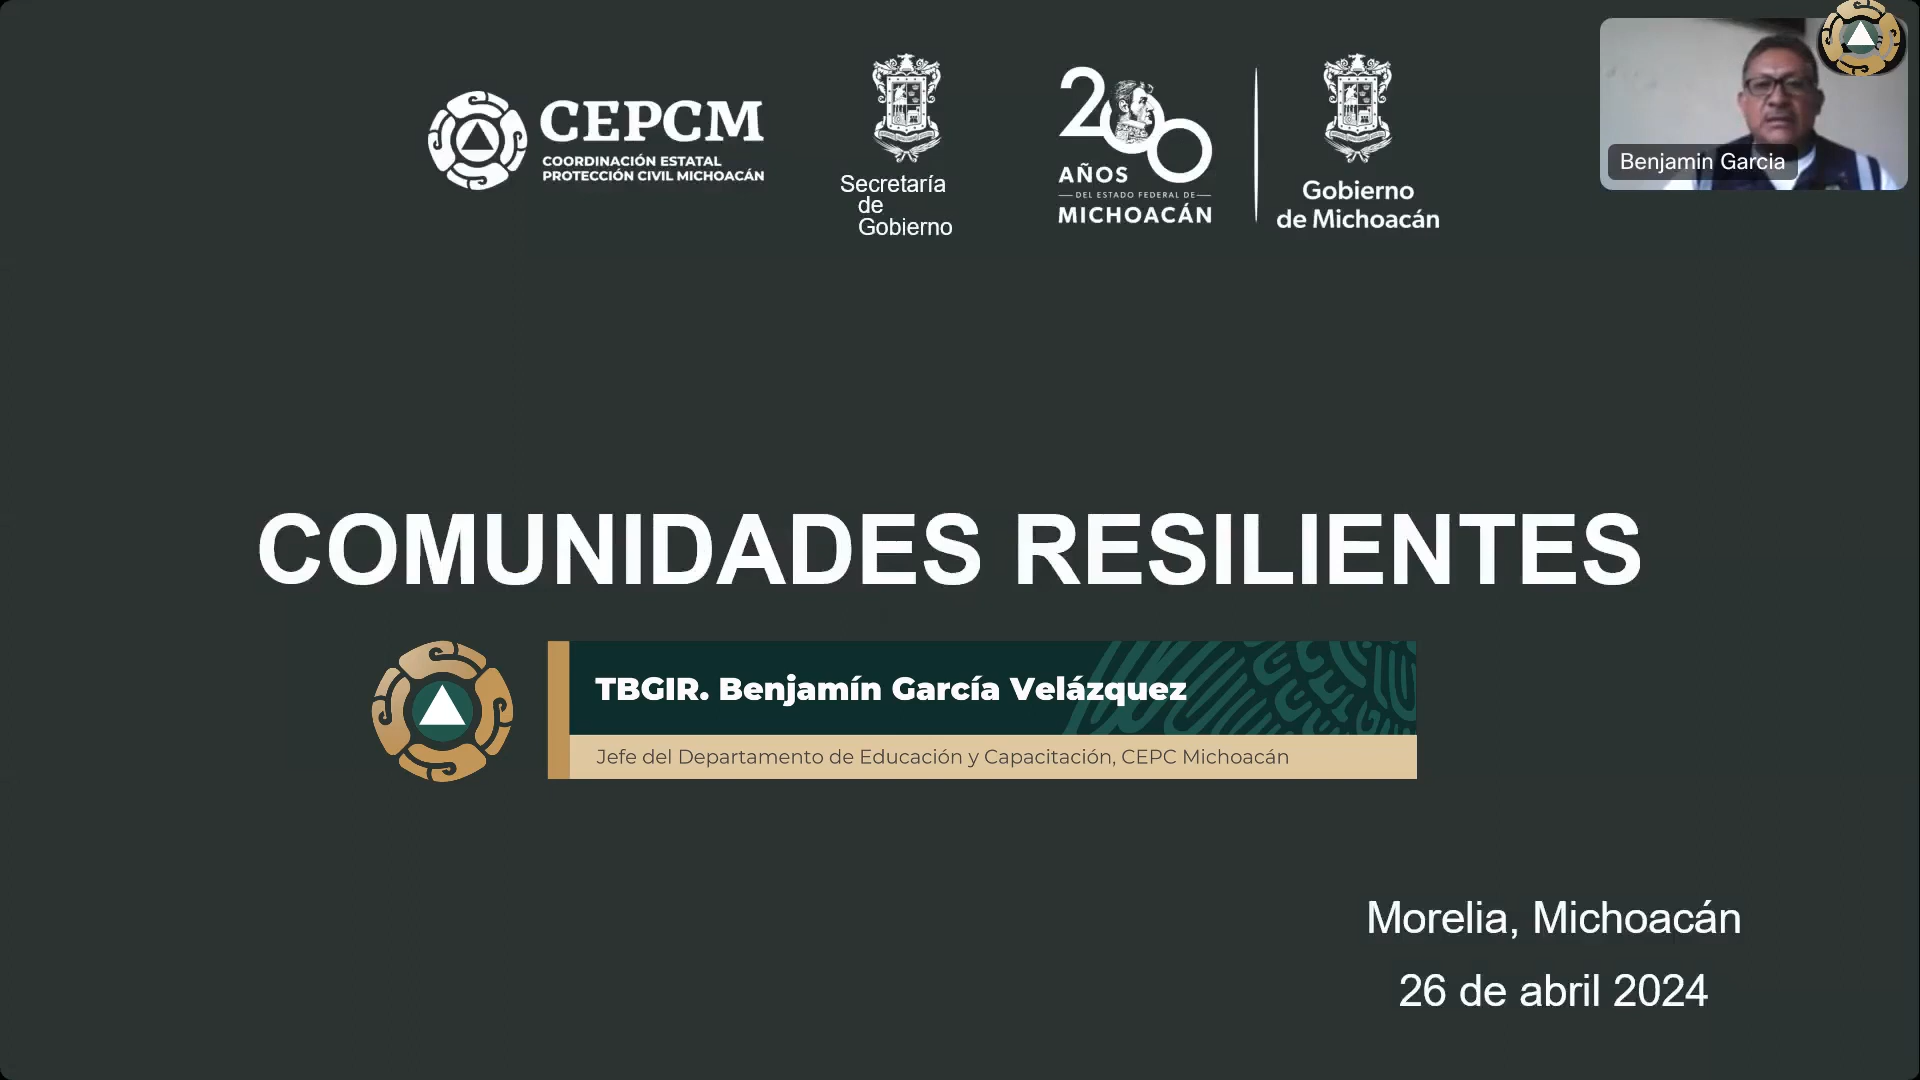 CEPCM
COORDINACIÓN ESTATAL
PROTECCIÓN CIVIL MICHOACÁN
Secretaría
de
Gobierno
200
AÑOS
DEL ESTADO FEDERAL DE
MICHOACÁN
Gobierno
de Michoacán
Benjamin Garcia
COMUNIDADES RESILIENTES
TBGIR. Benjamín García Velázquez
Jefe del Departamento de Educación y Capacitación, CEPC Michoacán
Morelia, Michoacán
26 de abril 2024